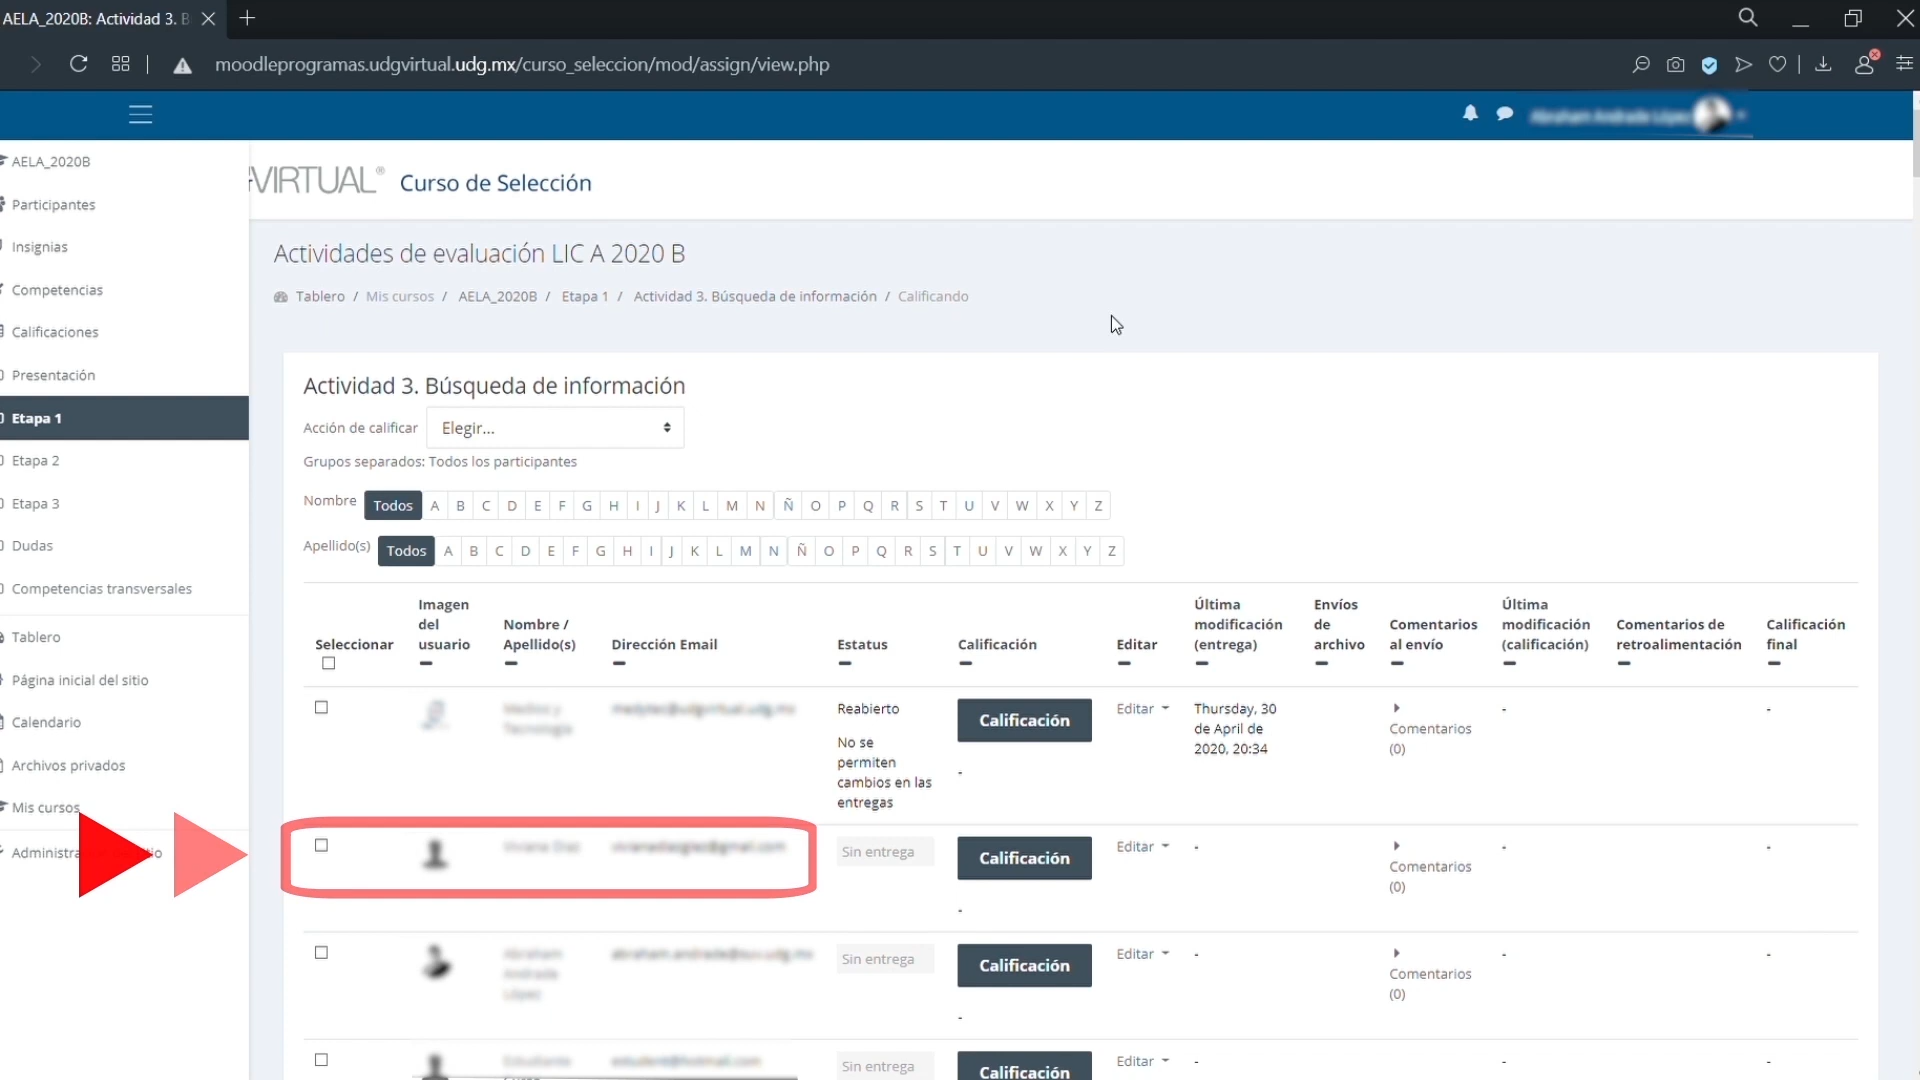 AELA_2020B: Actividad 3. B
moodleprogramas.udgvirtual.udg.mx/curso_seleccion/mod/assign/view.php
AELA_2020B
Participantes
Insignias
Competencias
Calificaciones
Presentación
Etapa 1
Etapa 2
Etapa 3
Dudas
Competencias transversales
Tablero
Página inicial del sitio
Calendario
Archivos privados
Mis cursos
VIRTUAL® Curso de Selección
Actividades de evaluación LIC A 2020 B
Tablero / Mis cursos / AELA_2020B / Etapa 1 / Actividad 3. Búsqueda de información / Calificando
Actividad 3. Búsqueda de información
Acción de calificar Elegir...
Grupos separados: Todos los participantes
Nombre Todos A B C D E F G H I J K L M N Ñ O P Q R S T U V W X Y Z
Apellido(s) Todos A B C D E F G H I J K L M N Ñ O P Q R S T U V W X Y Z
Seleccionar
Imagen
del
usuario
Nombre /
Apellido(s)
Dirección Email
Estatus
Calificación
Editar
Última
modificación
(entrega)
Envíos
de
archivo
Comentarios
al envío
Última
modificación
(calificación)
Comentarios de
retroalimentación
Calificación
final
Reabierto
No se
permiten
cambios en las
entregas
Calificación
-
Editar
Thursday, 30
de April de
2020, 20:34
Comentarios
(0)
-
-
Sin entrega
Calificación
-
Editar
-
Comentarios
(0)
-
-
Sin entrega
Calificación
-
Editar
-
Comentarios
(0)
-
-
Sin entrega
Calificación
Editar
-
-
-